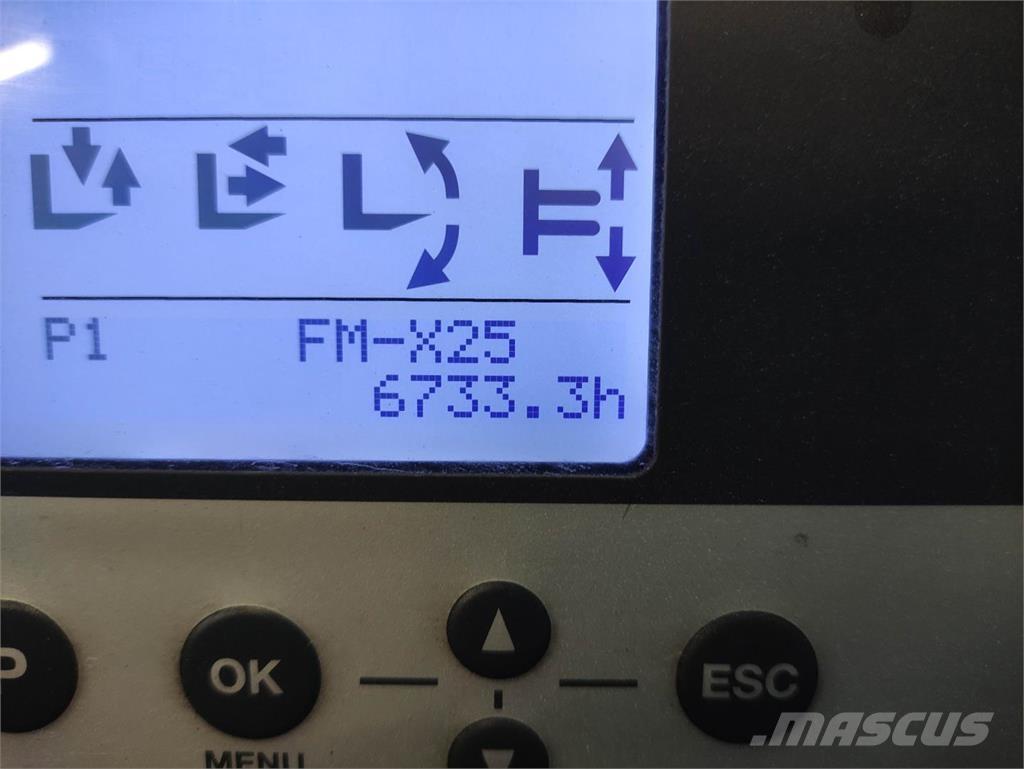 P1 FM-X25
6733.3h
P OK ESC
MENU
MASCUS